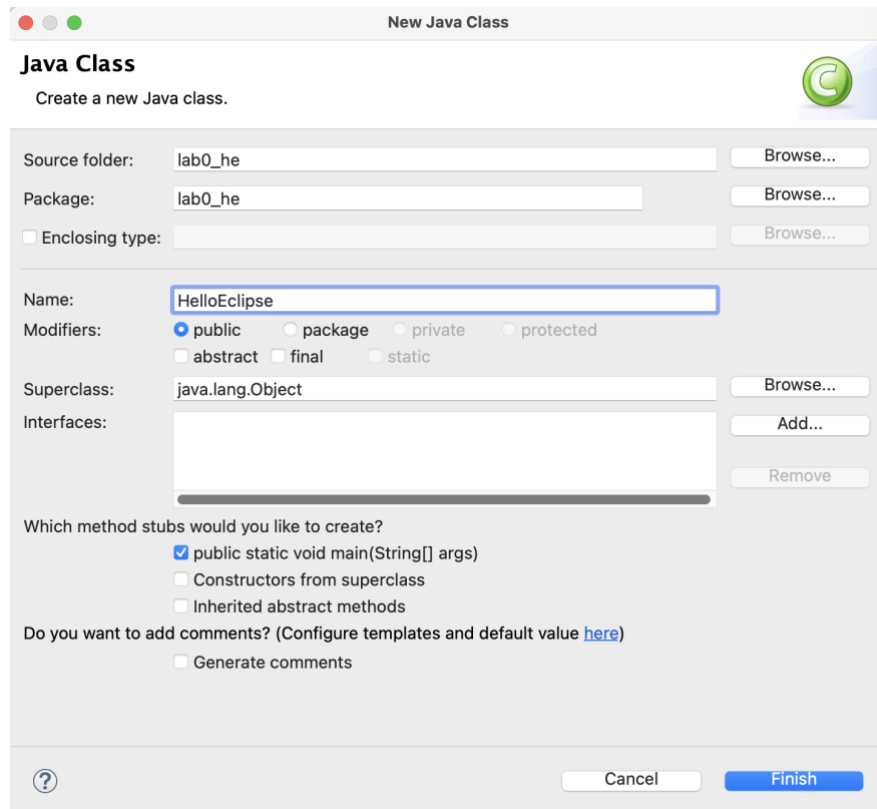 New Java Class
Java Class
Create a new Java class.
Source folder: lab0_he Browse...
Package: lab0_he Browse...
Enclosing type: Browse...
Name: HelloEclipse
Modifiers: public package private protected
abstract final static
Superclass: java.lang.Object Browse...
Interfaces: Add...
Remove
Which method stubs would you like to create?
public static void main(String[] args)
Constructors from superclass
Inherited abstract methods
Do you want to add comments? (Configure templates and default value here)
Generate comments
? Cancel Finish